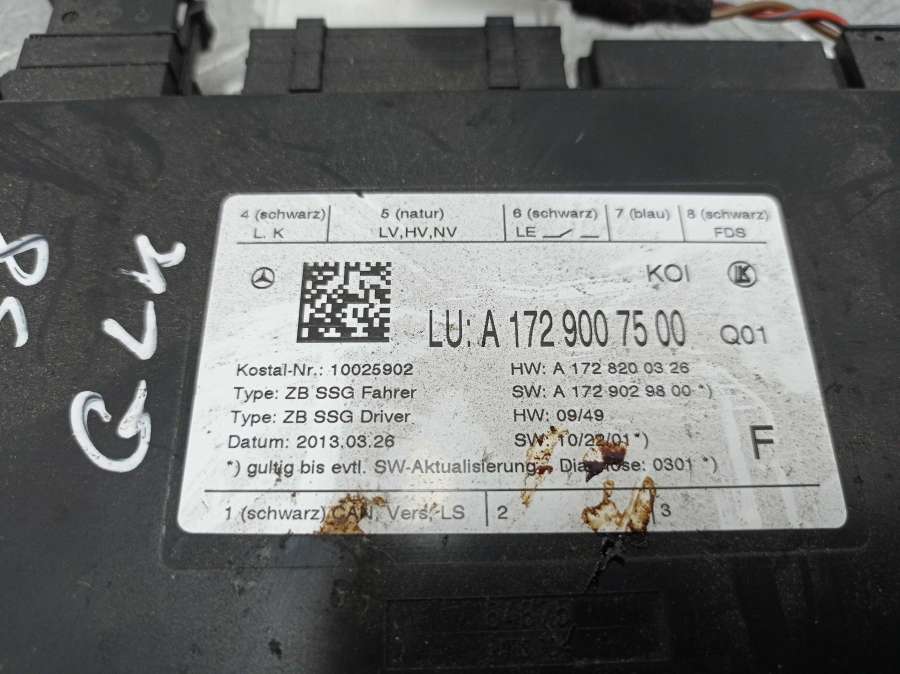 4 (schwarz) 5 (natur) 6 (schwarz) 7 (blau) 8 (schwarz)
L. K LV,HV,NV LE FDS
KOI K
LU: A 172 900 75 00 Q01
Kostal-Nr.: 10025902 HW: A 172 820 03 26
Type: ZB SSG Fahrer SW: A 172 902 98 00 *)
Type: ZB SSG Driver HW: 09/49
Datum: 2013.03.26 SW: 10/22/01 *) F
*) gultig bis evtl. SW-Aktualisierung Diagnose: 0301 *)
1 (schwarz) CAN, Vers, LS 2 3
GLK